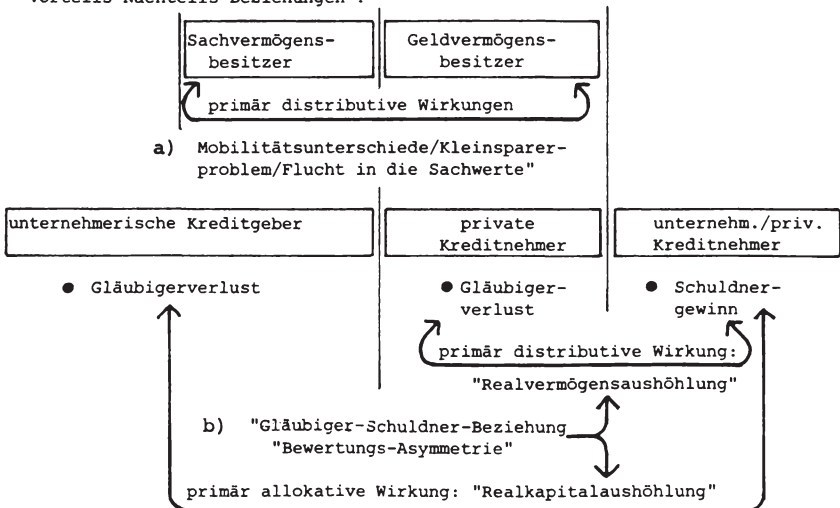 Vorteils-Nachteils-Beziehungen":
Sachvermögens-
besitzer
Geldvermögens-
besitzer
primär distributive Wirkungen
a) Mobilitätsunterschiede/Kleinsparer-
problem/Flucht in die Sachwerte"
unternehmerische Kreditgeber
private
Kreditnehmer
unternehm./priv.
Kreditnehmer
● Gläubigerverlust
● Gläubiger-
verlust
● Schuldner-
gewinn
primär distributive Wirkung:
"Realvermögensaushöhlung"
b) "Gläubiger-Schuldner-Beziehung
"Bewertungs-Asymmetrie"
primär allokative Wirkung: "Realkapitalaushöhlung"